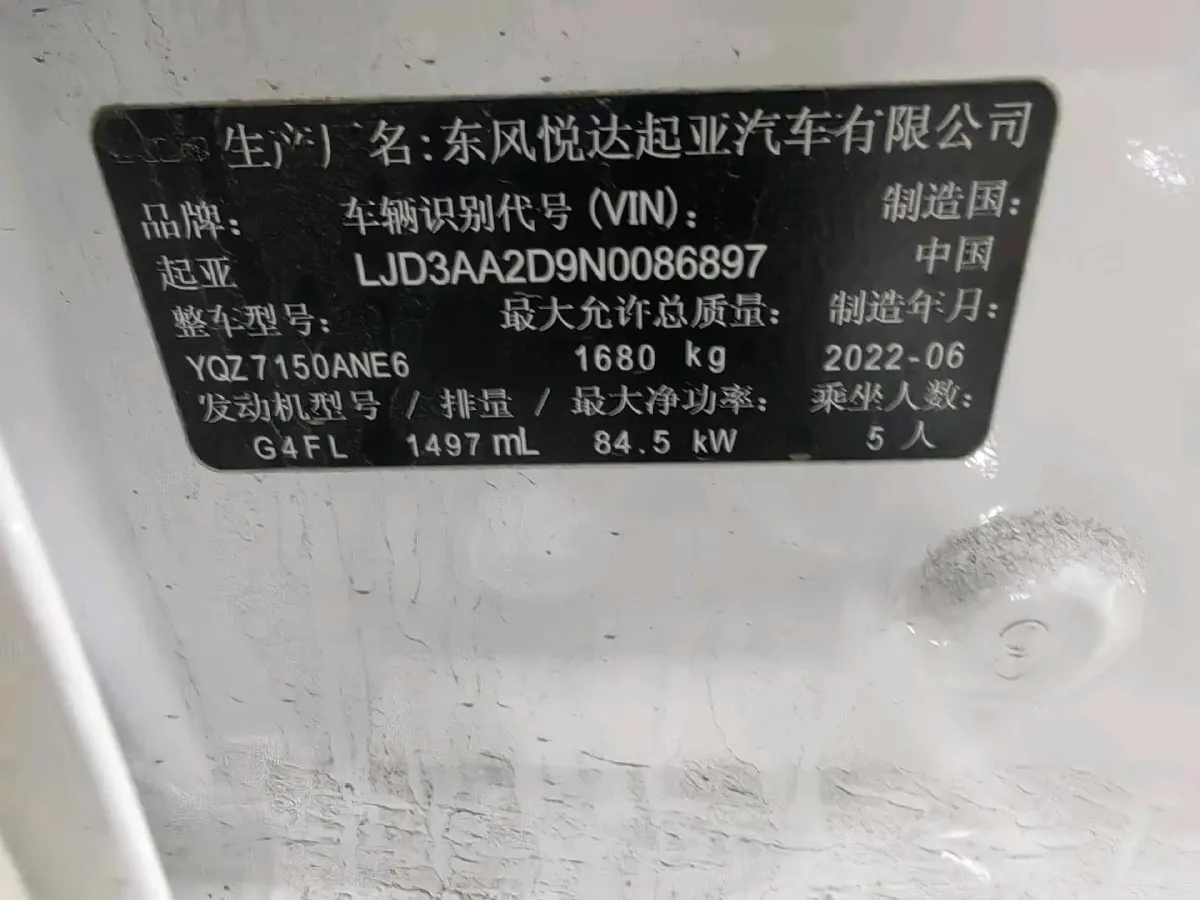 生产厂名:东风悦达起亚汽车有限公司
品牌: 车辆识别代号(VIN): 制造国:
起亚 LJD3AA2D9N0086897 中国
整车型号: 最大允许总质量: 制造年月:
YQZ7150ANE6 1680 kg 2022-06
发动机型号 / 排量 / 最大净功率: 乘坐人数:
G4FL 1497 mL 84.5 kW 5 人